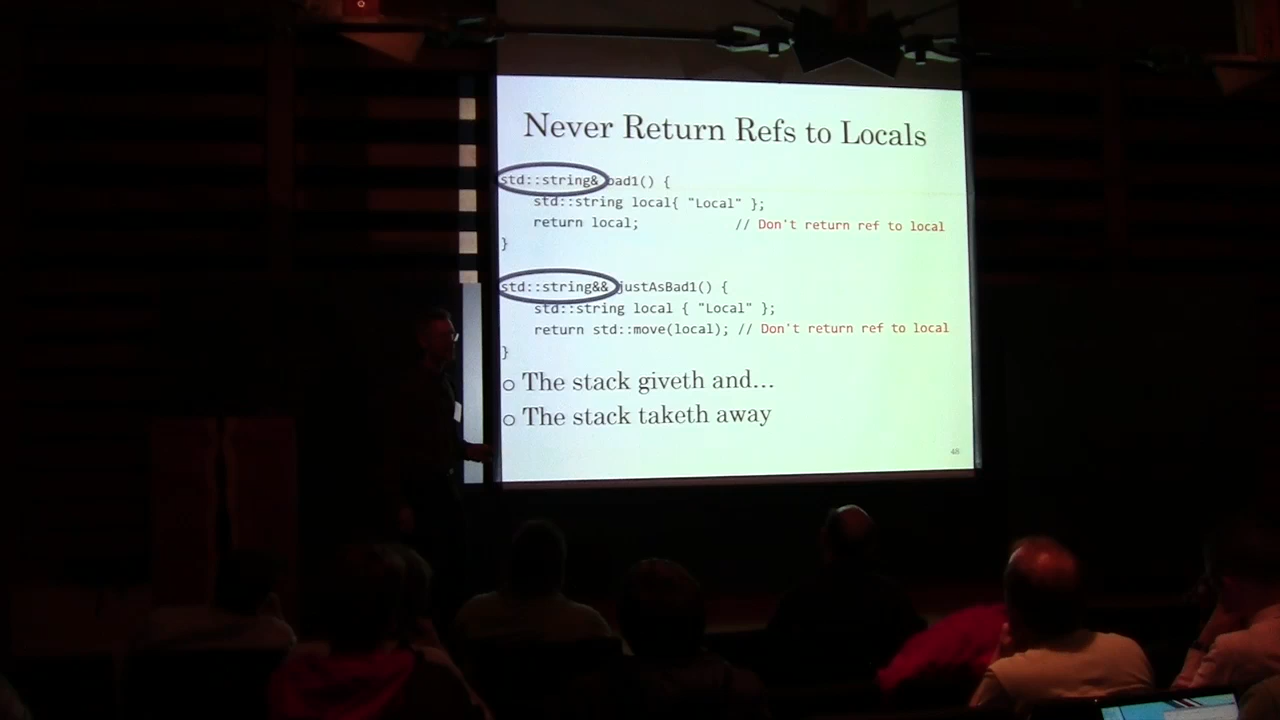 Never Return Refs to Locals
std::string& bad1() {
std::string local{ "Local" };
return local; // Don't return ref to local
}
std::string&& justAsBad1() {
std::string local { "Local" };
return std::move(local); // Don't return ref to local
}
o The stack giveth and...
o The stack taketh away
48